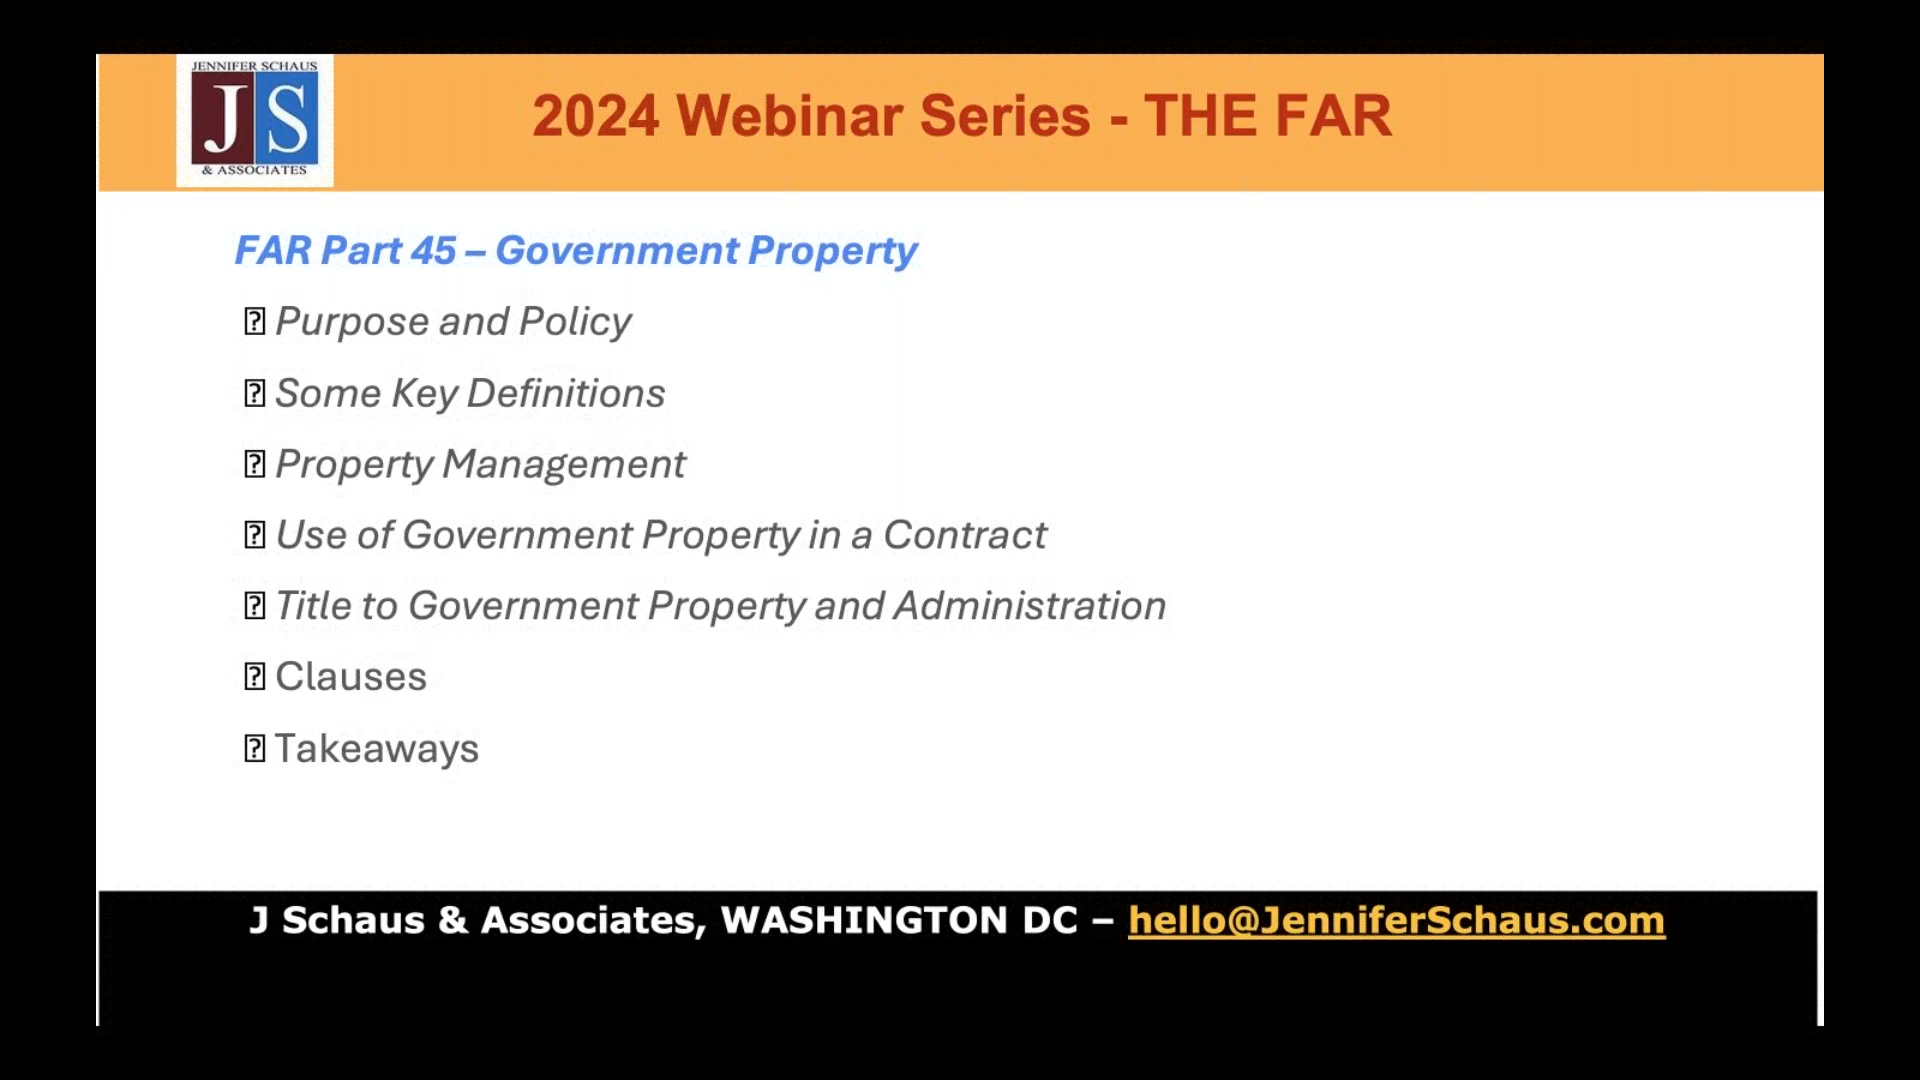 JENNIFER SCHAUS
JS
& ASSOCIATES
2024 Webinar Series - THE FAR
FAR Part 45 – Government Property
⍰ Purpose and Policy
⍰ Some Key Definitions
⍰ Property Management
⍰ Use of Government Property in a Contract
⍰ Title to Government Property and Administration
⍰ Clauses
⍰ Takeaways
J Schaus & Associates, WASHINGTON DC – hello@JenniferSchaus.com